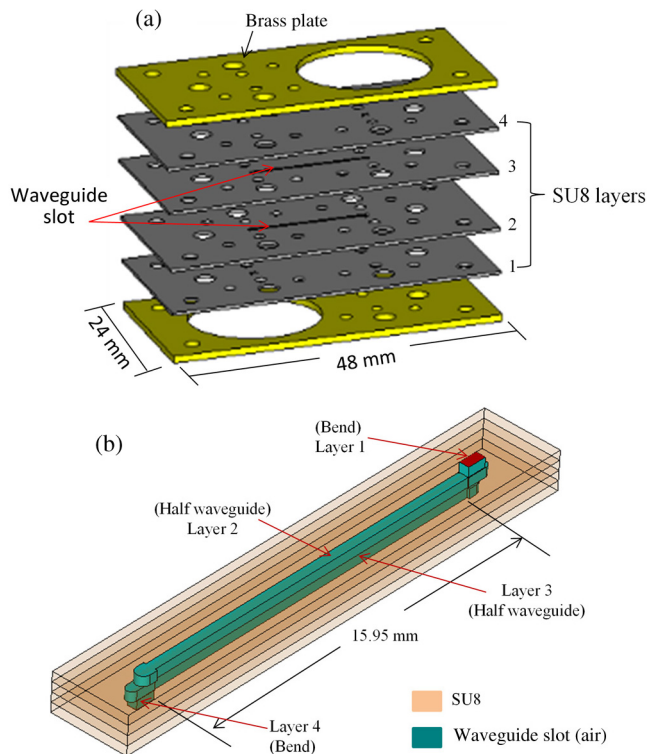 (a)
Brass plate
4
3
Waveguide
slot
SU8 layers
2
1
24 mm
48 mm
(b)
(Bend)
Layer 1
(Half waveguide)
Layer 2
Layer 3
(Half waveguide)
15.95 mm
Layer 4
(Bend)
SU8
Waveguide slot (air)